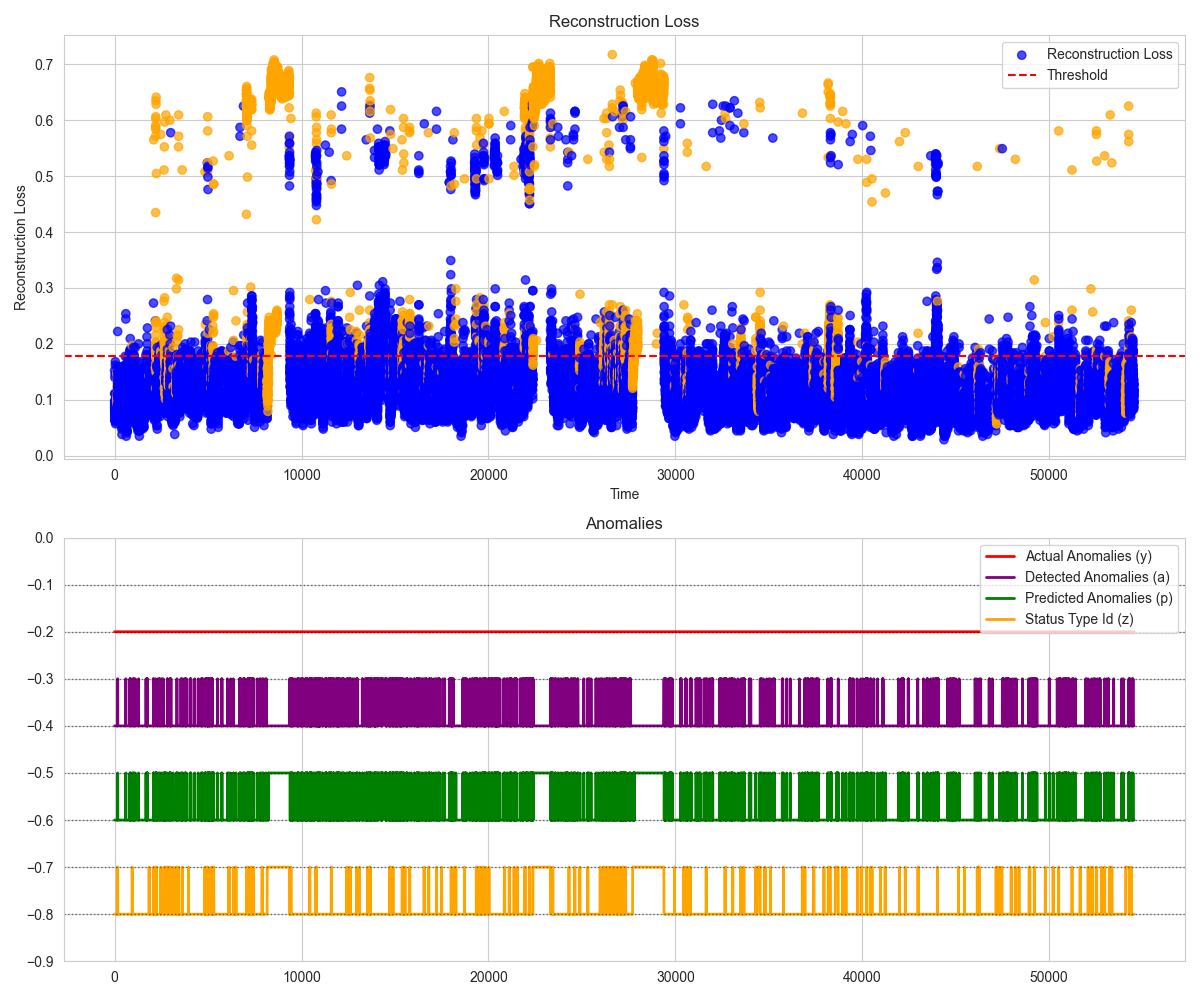 Reconstruction Loss
Reconstruction Loss
0.7
0.6
0.5
0.4
0.3
0.2
0.1
0.0
Reconstruction Loss
Threshold
0 10000 20000 30000 40000 50000
Time
Anomalies
0.0
−0.1
−0.2
−0.3
−0.4
−0.5
−0.6
−0.7
−0.8
−0.9
Actual Anomalies (y)
Detected Anomalies (a)
Predicted Anomalies (p)
Status Type Id (z)
0 10000 20000 30000 40000 50000